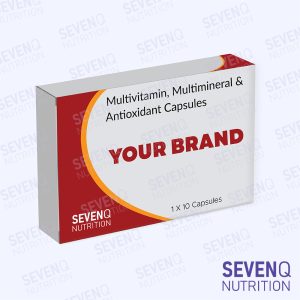 Multivitamin, Multimineral &
Antioxidant Capsules
YOUR BRAND
SEVENQ
NUTRITION
1 X 10 Capsules
SEVENQ
NUTRITION